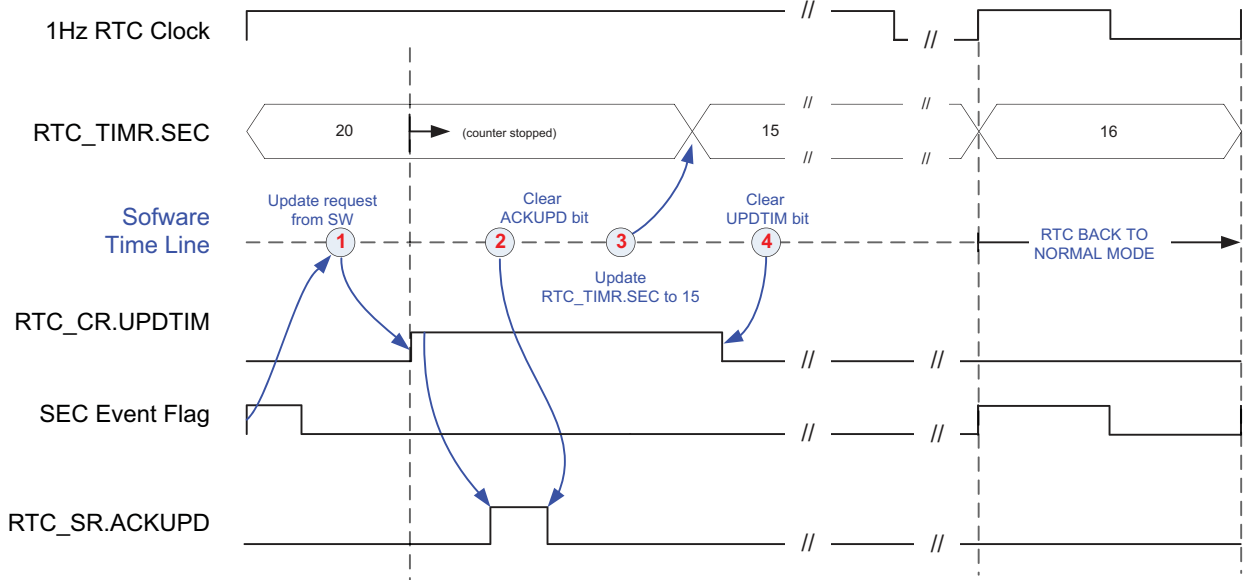 1Hz RTC Clock
//
//
RTC_TIMR.SEC
20
(counter stopped)
15
//
//
//
//
16
Sofware
Time Line
Update request
from SW
1
Clear
ACKUPD bit
2
3
Update
RTC_TIMR.SEC to 15
Clear
UPDTIM bit
4
RTC BACK TO
NORMAL MODE
RTC_CR.UPDTIM
//
//
SEC Event Flag
//
//
RTC_SR.ACKUPD
//
//